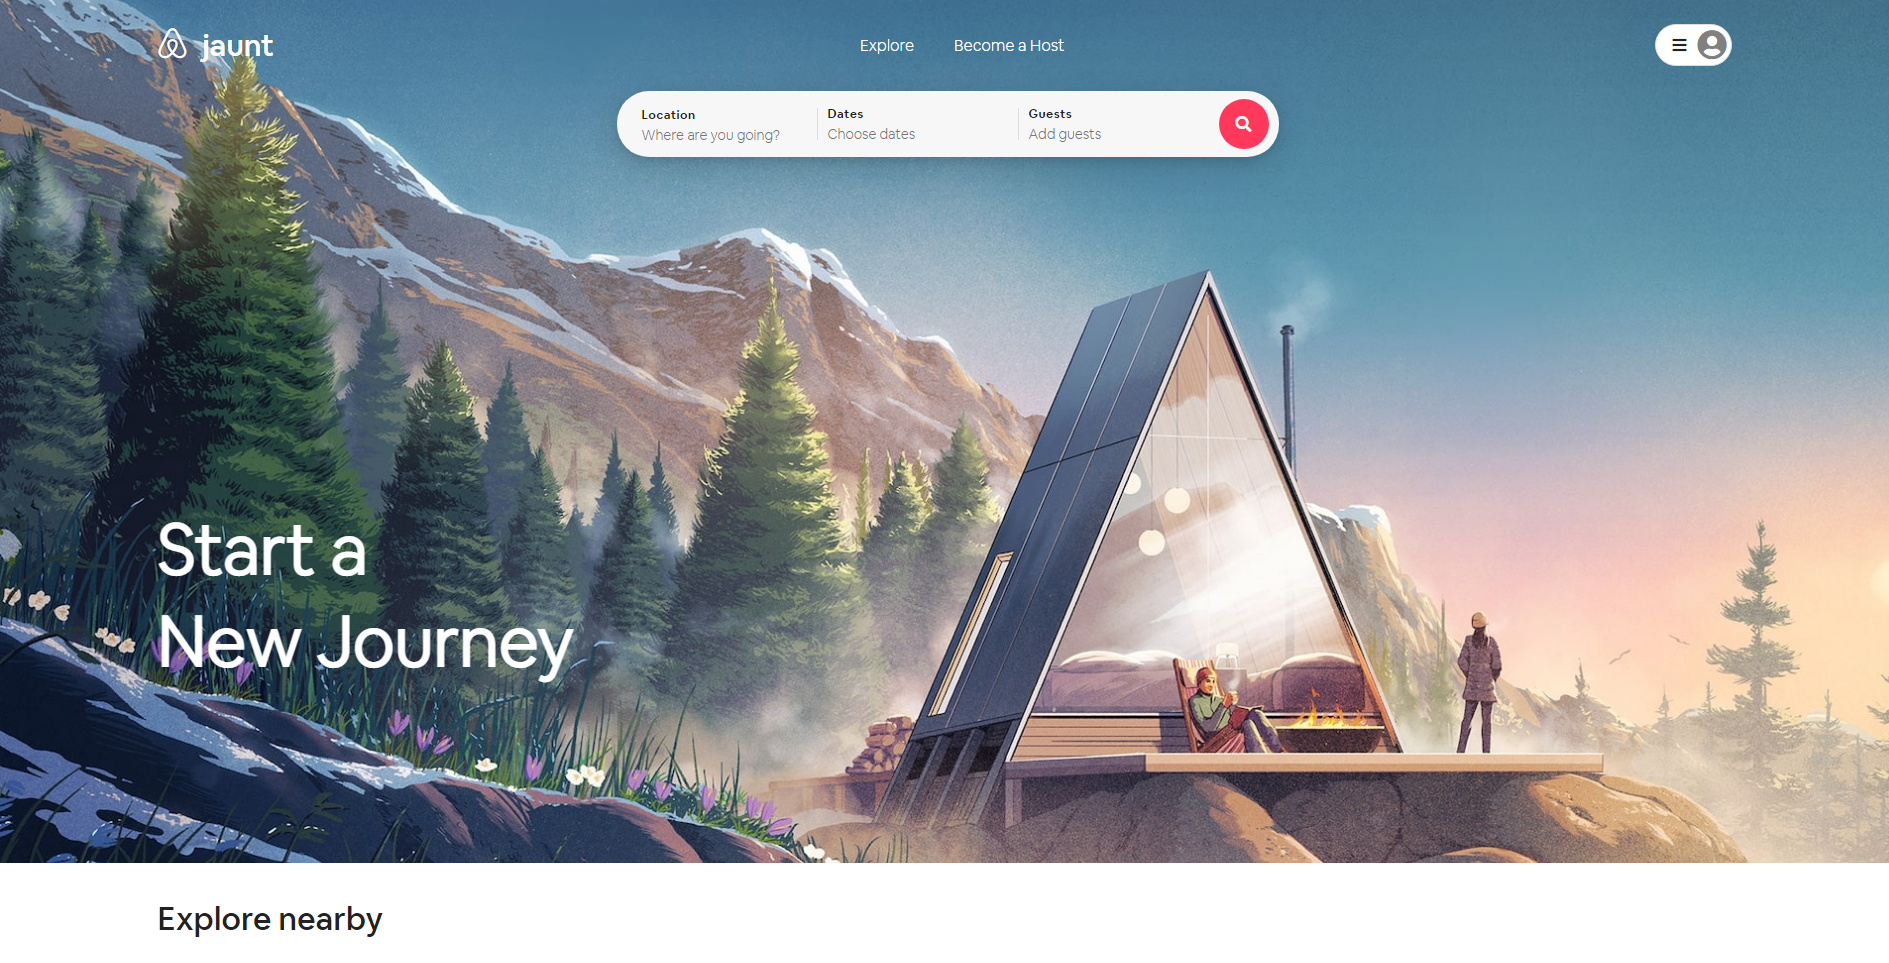 jaunt
Explore
Become a Host
Location
Where are you going?
Dates
Choose dates
Guests
Add guests
Start a
New Journey
Explore nearby